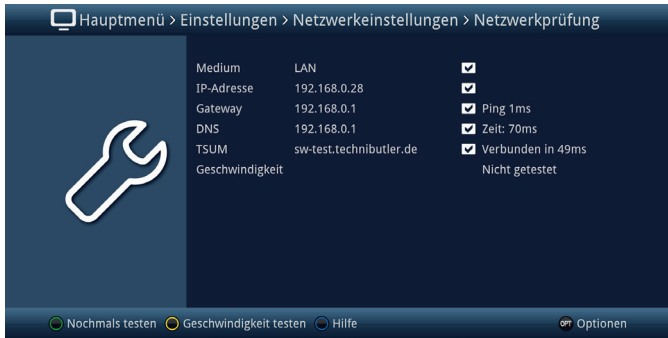 Hauptmenü > Einstellungen > Netzwerkeinstellungen > Netzwerkprüfung
Medium LAN
IP-Adresse 192.168.0.28
Gateway 192.168.0.1 Ping 1ms
DNS 192.168.0.1 Zeit: 70ms
TSUM sw-test.technibutler.de Verbunden in 49ms
Geschwindigkeit Nicht getestet
Nochmals testen Geschwindigkeit testen Hilfe OPT Optionen